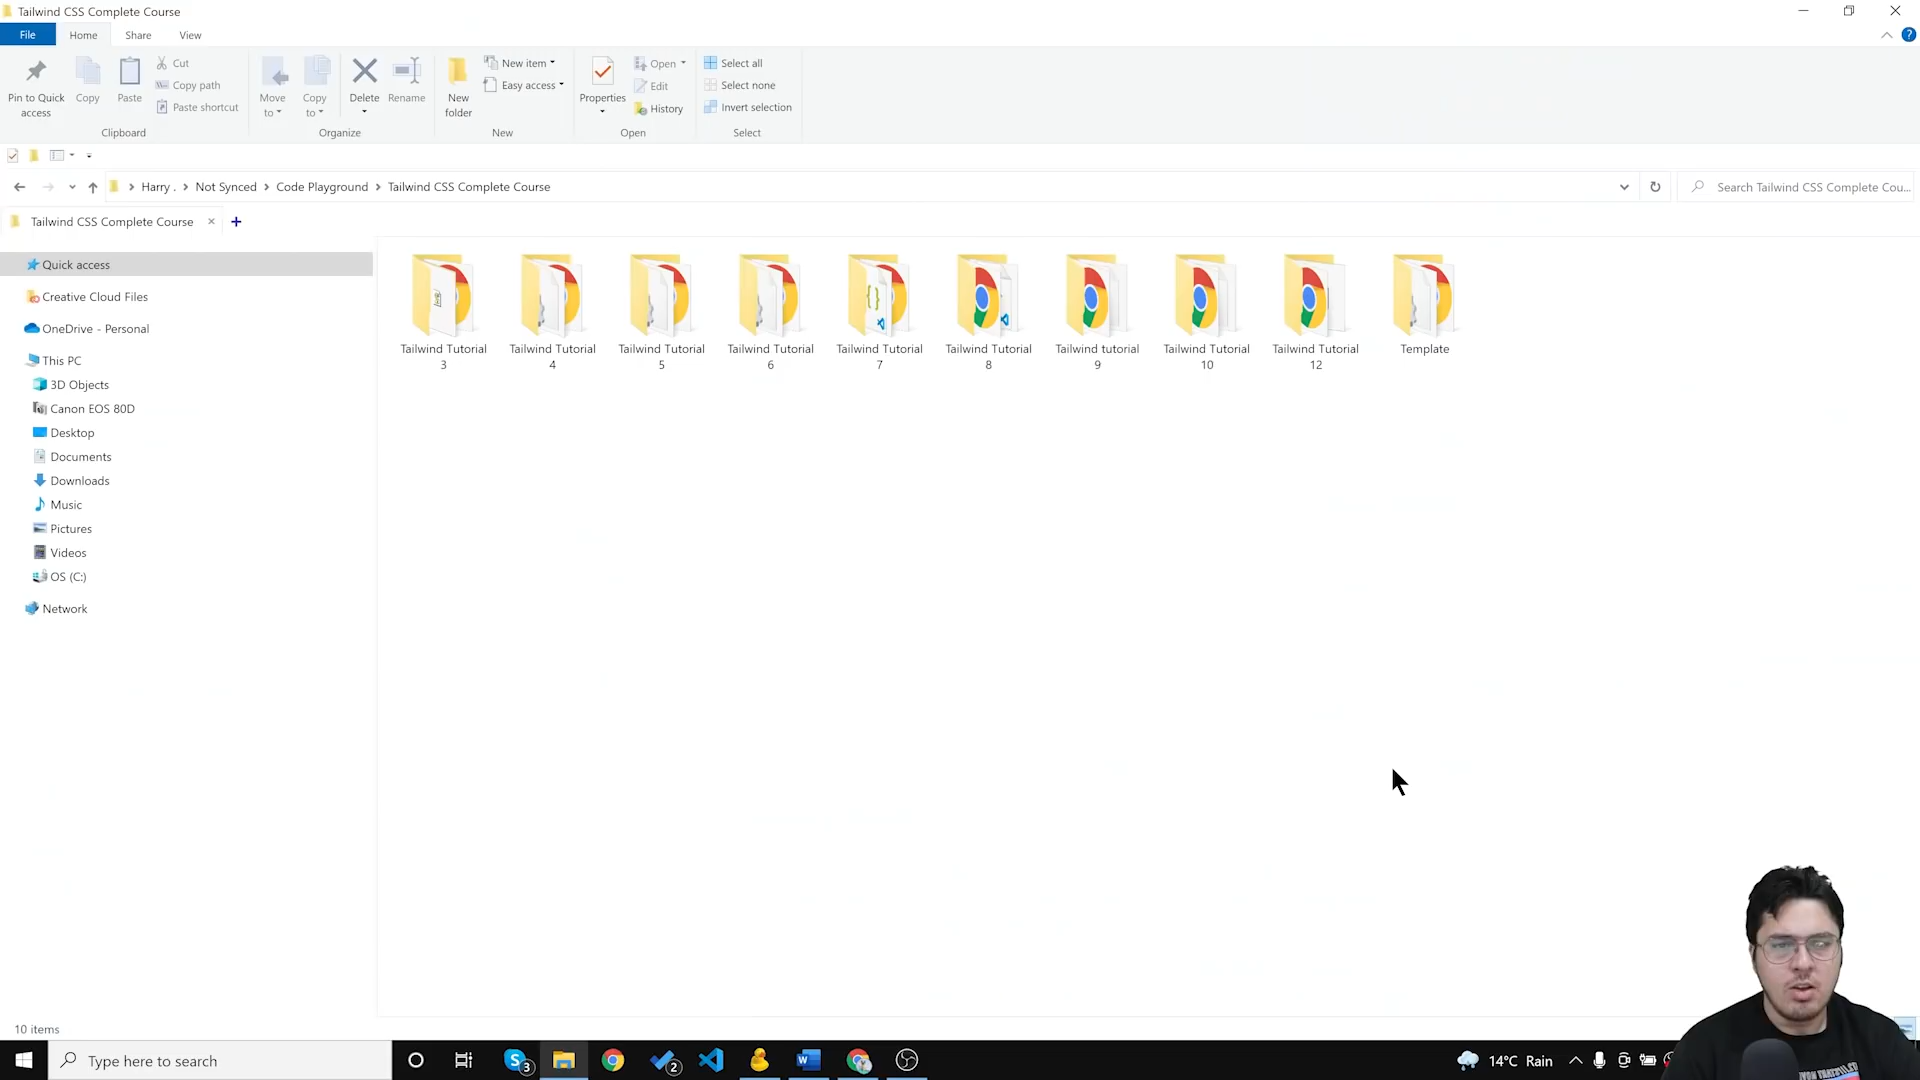 Tailwind CSS Complete Course
File Home Share View
Pin to Quick access
Copy
Paste
Cut
Copy path
Paste shortcut
Clipboard
Move to
Copy to
Delete
Rename
Organize
New folder
New item
Easy access
New
Properties
Open
Edit
History
Open
Select all
Select none
Invert selection
Select
Harry . Not Synced Code Playground Tailwind CSS Complete Course
Search Tailwind CSS Complete Cou...
Tailwind CSS Complete Course
Quick access
Creative Cloud Files
OneDrive - Personal
This PC
3D Objects
Canon EOS 80D
Desktop
Documents
Downloads
Music
Pictures
Videos
OS (C:)
Network
Tailwind Tutorial 3
Tailwind Tutorial 4
Tailwind Tutorial 5
Tailwind Tutorial 6
Tailwind Tutorial 7
Tailwind Tutorial 8
Tailwind tutorial 9
Tailwind Tutorial 10
Tailwind Tutorial 12
Template
10 items
Type here to search
3
2
14°C Rain